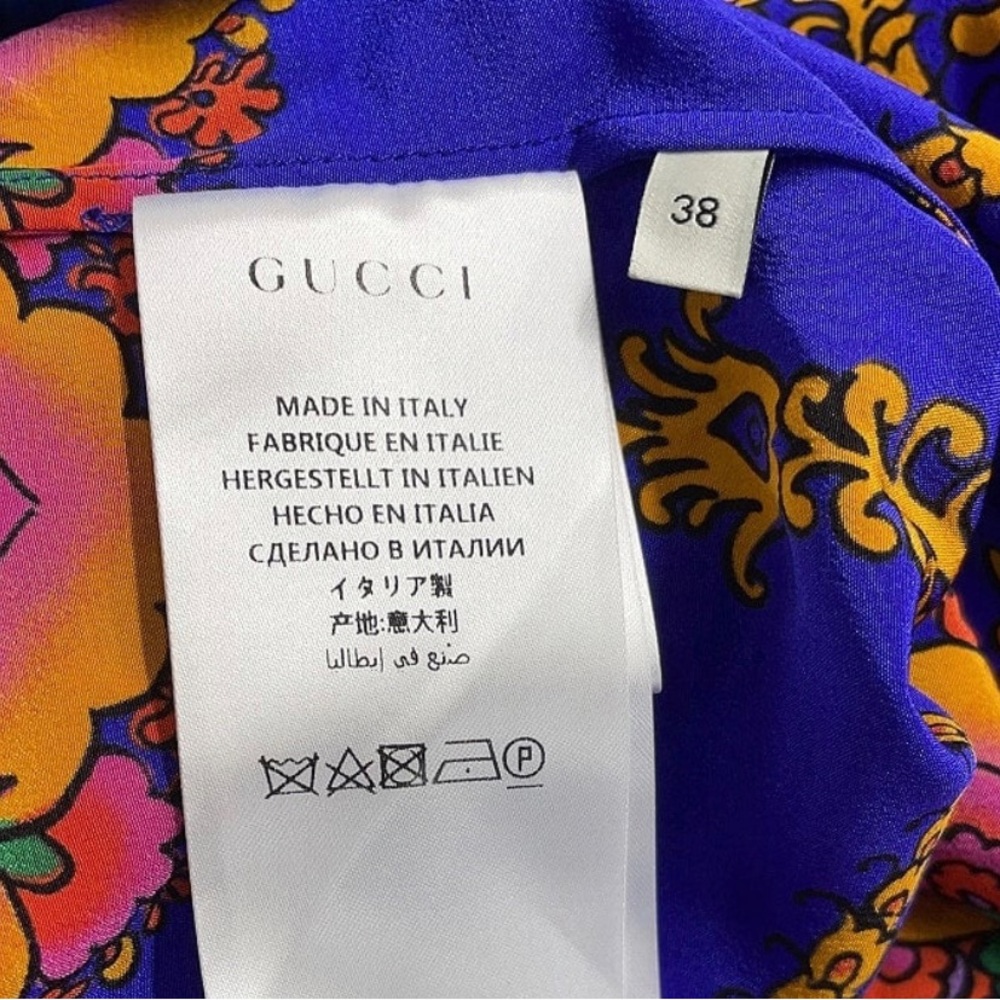 38
GUCCI
MADE IN ITALY
FABRIQUE EN ITALIE
HERGESTELLT IN ITALIEN
HECHO EN ITALIA
СДЕЛАНО В ИТАЛИИ
イタリア製
产地:意大利
صنع في إيطاليا
P